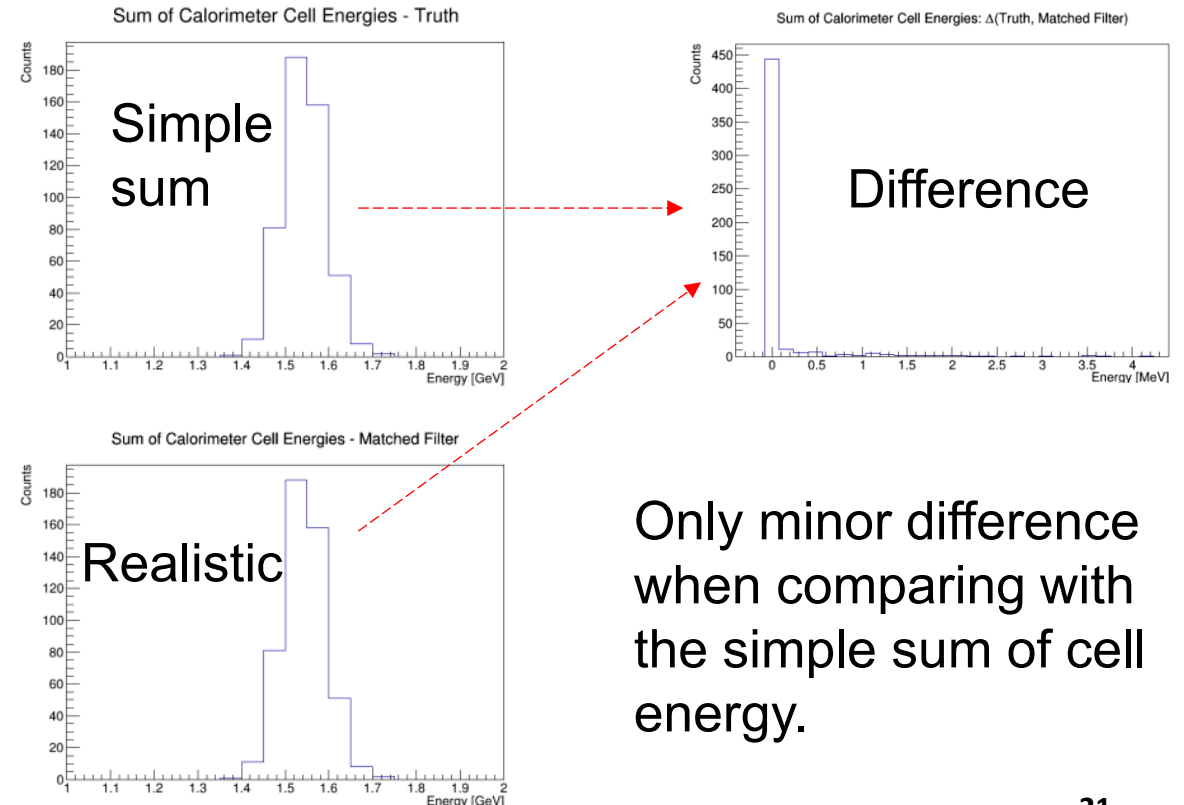 Sum of Calorimeter Cell Energies - Truth
Counts
180
160
140
120
100
80
60
40
20
0
Simple
sum
1 1.1 1.2 1.3 1.4 1.5 1.6 1.7 1.8 1.9 2
Energy [GeV]
Sum of Calorimeter Cell Energies: Δ(Truth, Matched Filter)
Counts
450
400
350
300
250
200
150
100
50
0
Difference
0 0.5 1 1.5 2 2.5 3 3.5 4
Energy [MeV]
Sum of Calorimeter Cell Energies - Matched Filter
Counts
180
160
140
120
100
80
60
40
20
0
Realistic
1 1.1 1.2 1.3 1.4 1.5 1.6 1.7 1.8 1.9 2
Energy [GeV]
Only minor difference
when comparing with
the simple sum of cell
energy.